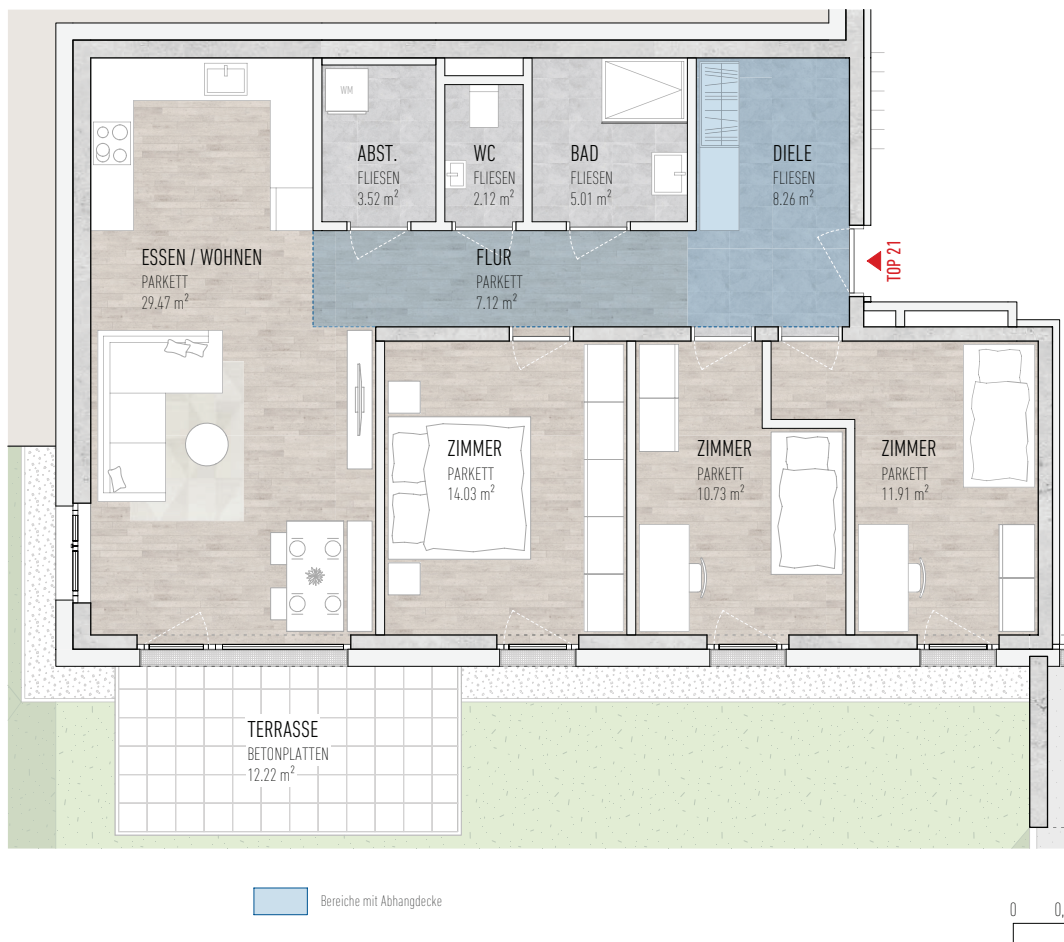 WM
ABST.
FLIESEN
3.52 m²
WC
FLIESEN
2.12 m²
BAD
FLIESEN
5.01 m²
DIELE
FLIESEN
8.26 m²
ESSEN / WOHNEN
PARKETT
29.47 m²
FLUR
PARKETT
7.12 m²
TOP 21
ZIMMER
PARKETT
14.03 m²
ZIMMER
PARKETT
10.73 m²
ZIMMER
PARKETT
11.91 m²
TERRASSE
BETONPLATTEN
12.22 m²
Bereiche mit Abhangdecke
0 0,